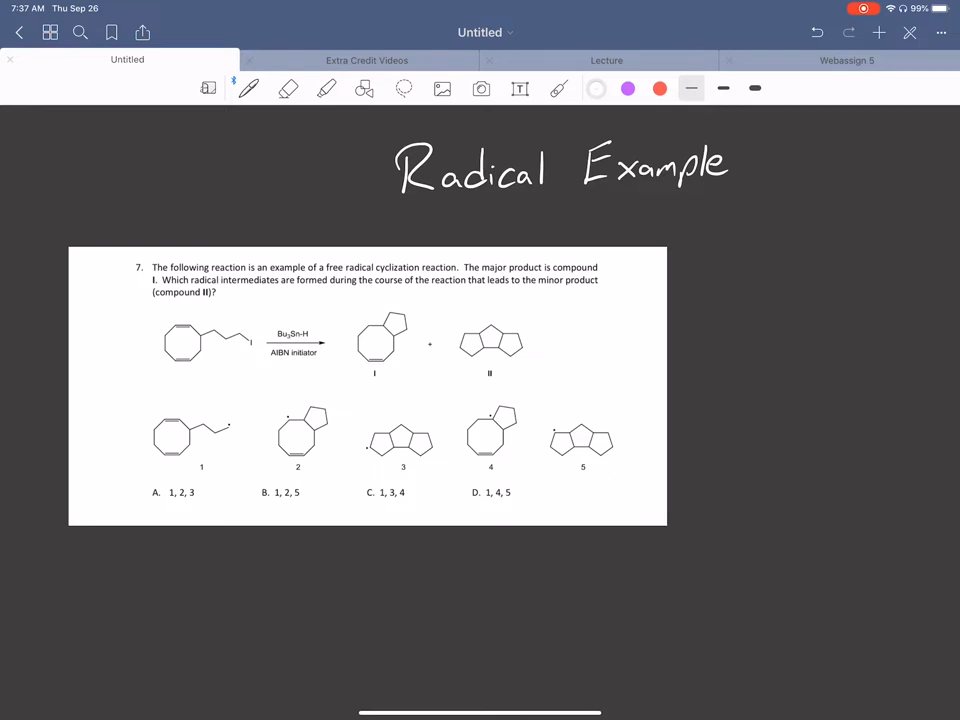 7:37 AM Thu Sep 26
99%
Untitled
Untitled
Extra Credit Videos
Lecture
Webassign 5
T
Radical Example
7. The following reaction is an example of a free radical cyclization reaction. The major product is compound
I. Which radical intermediates are formed during the course of the reaction that leads to the minor product
(compound II)?
I
Bu3Sn-H
AIBN initiator
+
I
II
1
2
3
4
5
A. 1, 2, 3
B. 1, 2, 5
C. 1, 3, 4
D. 1, 4, 5